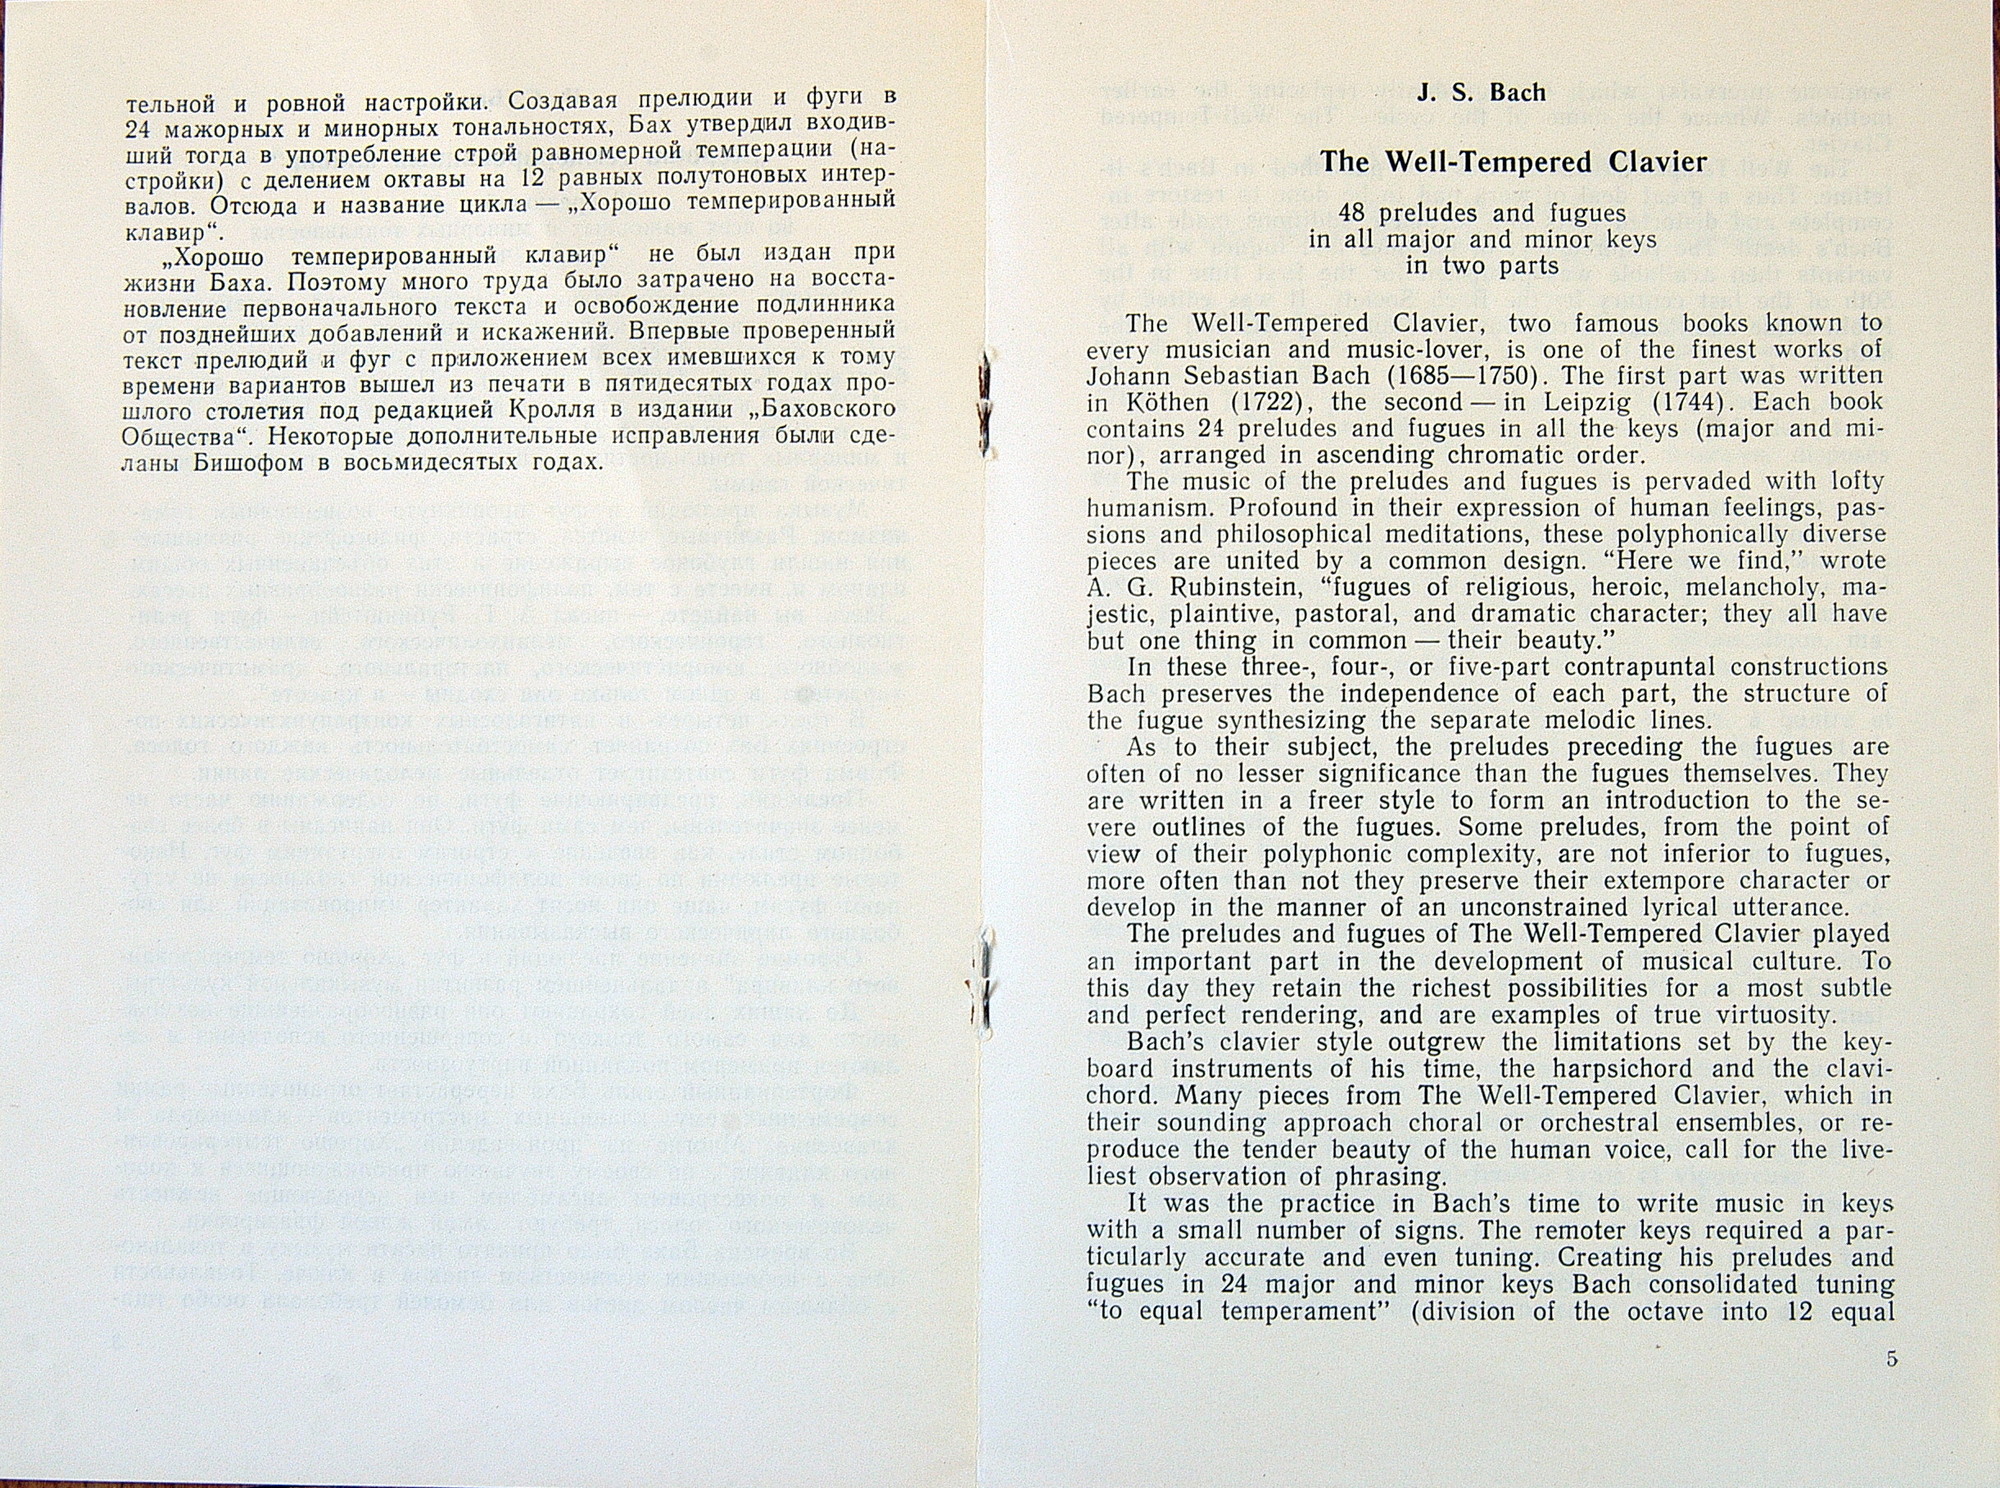 тельной и ровной настройки. Создавая прелюдии и фуги в
24 мажорных и минорных тональностях, Бах утвердил входив-
ший тогда в употребление строй равномерной темперации (на-
стройки) с делением октавы на 12 равных полутоновых интер-
валов. Отсюда и название цикла — „Хорошо темперированный
клавир“.
„Хорошо темперированный клавир“ не был издан при
жизни Баха. Поэтому много труда было затрачено на восста-
новление первоначального текста и освобождение подлинника
от позднейших добавлений и искажений. Впервые проверенный
текст прелюдий и фуг с приложением всех имевшихся к тому
времени вариантов вышел из печати в пятидесятых годах про-
шлого столетия под редакцией Кролля в издании „Баховского
Общества“. Некоторые дополнительные исправления были сде-
ланы Бишофом в восьмидесятых годах.
J. S. Bach
The Well-Tempered Clavier
48 preludes and fugues
in all major and minor keys
in two parts
The Well-Tempered Clavier, two famous books known to
every musician and music-lover, is one of the finest works of
Johann Sebastian Bach (1685—1750). The first part was written
in Köthen (1722), the second — in Leipzig (1744). Each book
contains 24 preludes and fugues in all the keys (major and mi-
nor), arranged in ascending chromatic order.
The music of the preludes and fugues is pervaded with lofty
humanism. Profound in their expression of human feelings, pas-
sions and philosophical meditations, these polyphonically diverse
pieces are united by a common design. “Here we find,” wrote
A. G. Rubinstein, “fugues of religious, heroic, melancholy, ma-
jestic, plaintive, pastoral, and dramatic character; they all have
but one thing in common — their beauty.”
In these three-, four-, or five-part contrapuntal constructions
Bach preserves the independence of each part, the structure of
the fugue synthesizing the separate melodic lines.
As to their subject, the preludes preceding the fugues are
often of no lesser significance than the fugues themselves. They
are written in a freer style to form an introduction to the se-
vere outlines of the fugues. Some preludes, from the point of
view of their polyphonic complexity, are not inferior to fugues,
more often than not they preserve their extempore character or
develop in the manner of an unconstrained lyrical utterance.
The preludes and fugues of The Well-Tempered Clavier played
an important part in the development of musical culture. To
this day they retain the richest possibilities for a most subtle
and perfect rendering, and are examples of true virtuosity.
Bach’s clavier style outgrew the limitations set by the key-
board instruments of his time, the harpsichord and the clavi-
chord. Many pieces from The Well-Tempered Clavier, which in
their sounding approach choral or orchestral ensembles, or re-
produce the tender beauty of the human voice, call for the live-
liest observation of phrasing.
It was the practice in Bach’s time to write music in keys
with a small number of signs. The remoter keys required a par-
ticularly accurate and even tuning. Creating his preludes and
fugues in 24 major and minor keys Bach consolidated tuning
“to equal temperament” (division of the octave into 12 equal
5